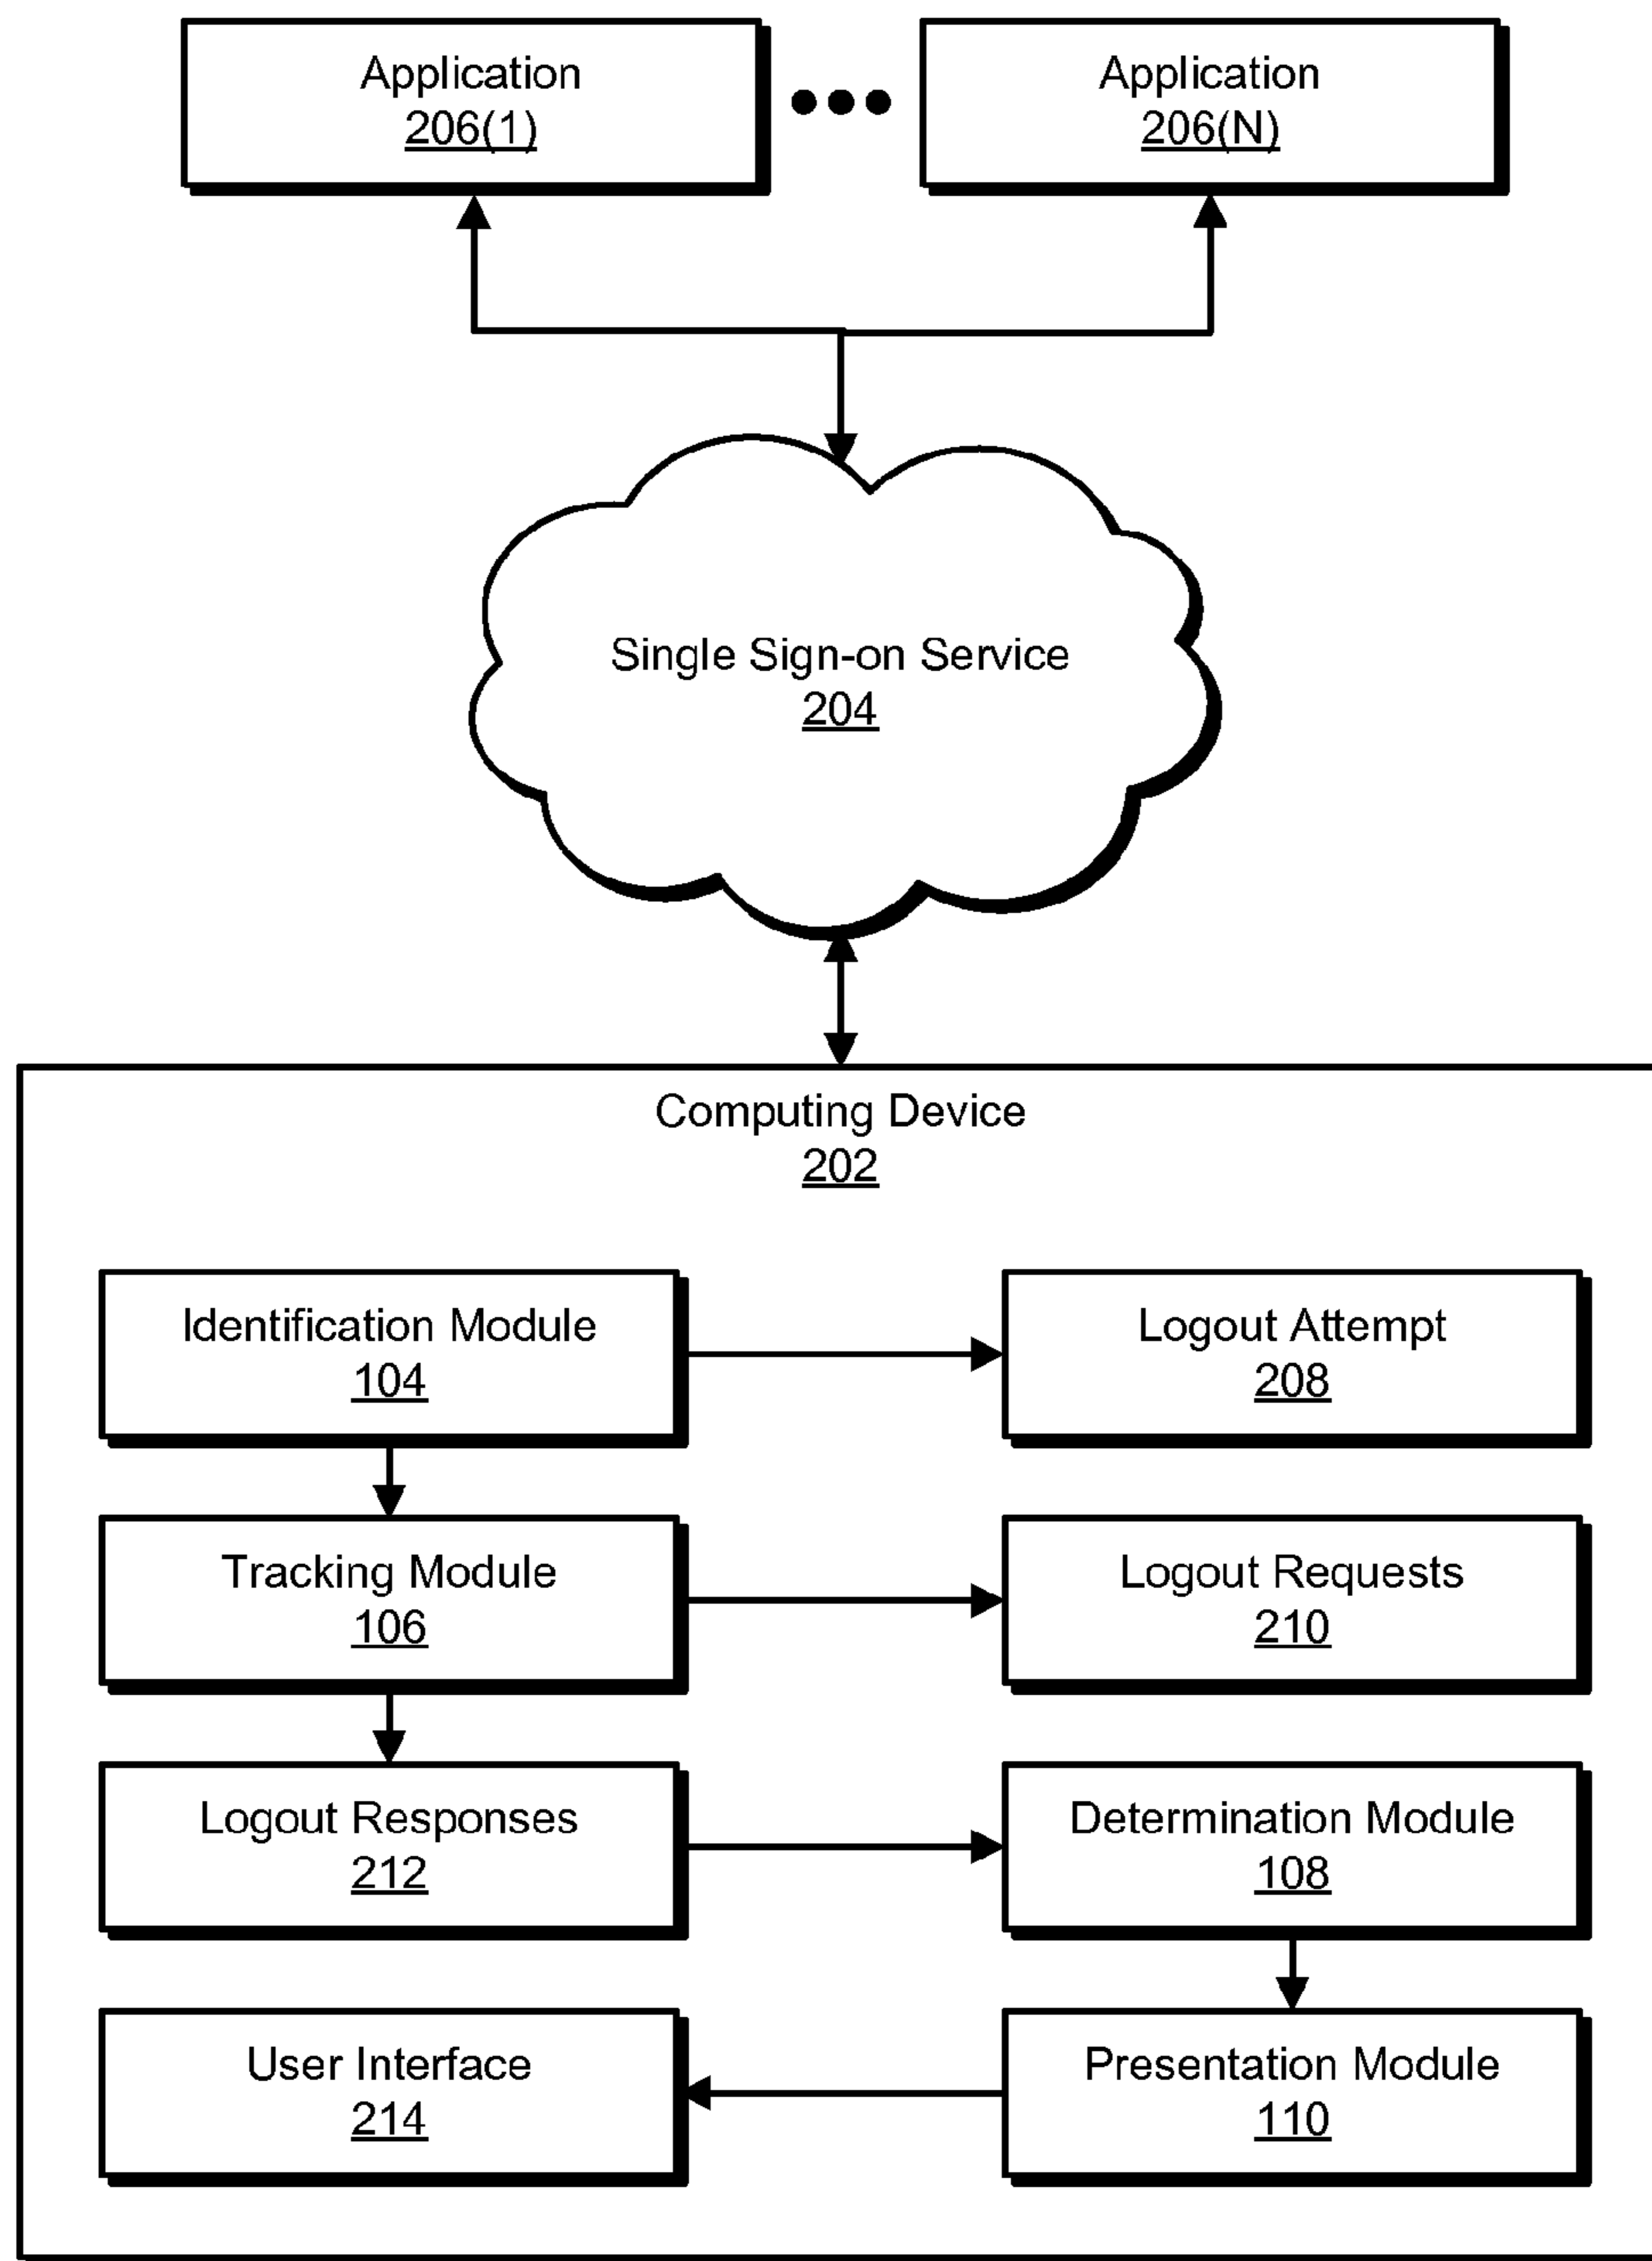 Application
206(1)
Application
206(N)
Single Sign-on Service
204
Computing Device
202
Identification Module
104
Logout Attempt
208
Tracking Module
106
Logout Requests
210
Logout Responses
212
Determination Module
108
User Interface
214
Presentation Module
110